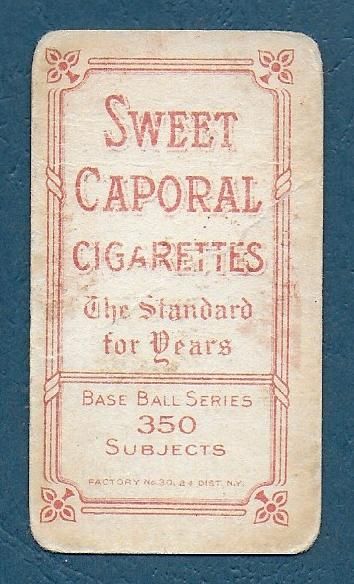 SWEET
CAPORAL
CIGARETTES
The Standard
for Years
BASE BALL SERIES
350
SUBJECTS
FACTORY No. 30, 2d DIST. N.Y.